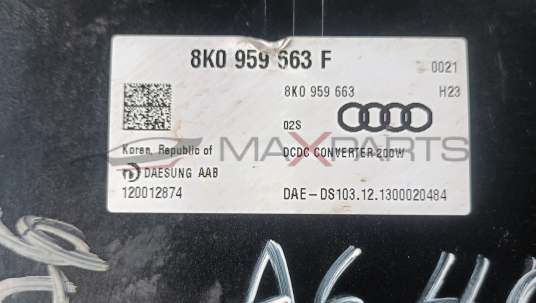 8K0 959 663 F
0021
8K0 959 663
H23
02S
MAXPARTS
Korea, Republic of
DCDC CONVERTER 200W
DAESUNG AAB
120012874
DAE-DS103.12.1300020484
A6